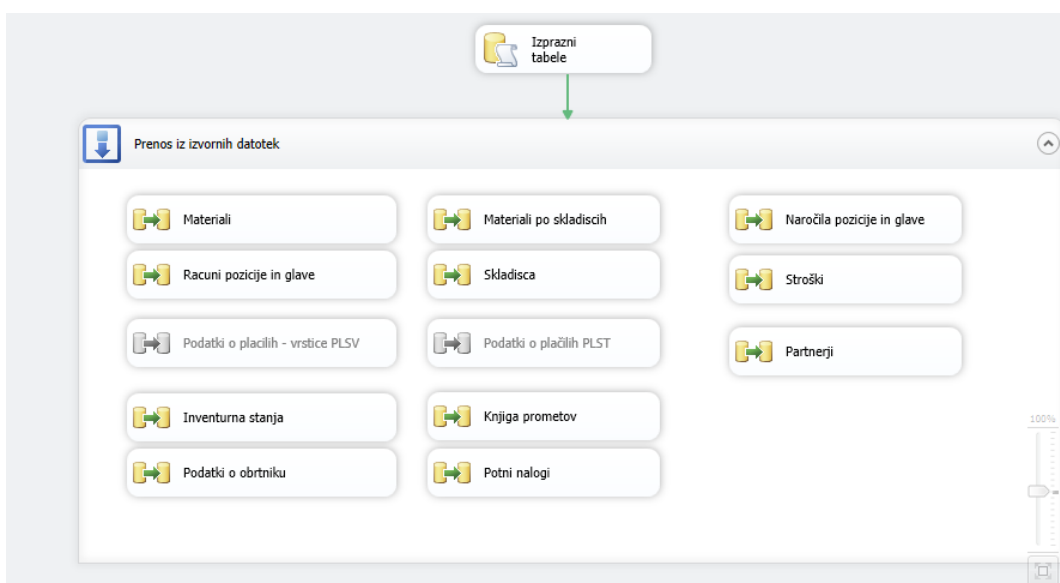 Izprazni
tabele
Prenos iz izvornih datotek
Materiali
Materiali po skladiscih
Naročila pozicije in glave
Racuni pozicije in glave
Skladisca
Stroški
Podatki o placilih - vrstice PLSV
Podatki o plačilih PLST
Partnerji
Inventurna stanja
Knjiga prometov
100%
Podatki o obrtniku
Potni nalogi